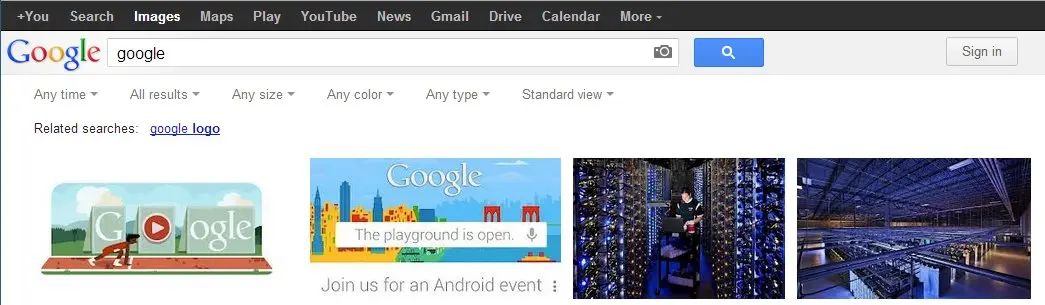 +You Search Images Maps Play YouTube News Gmail Drive Calendar More
Google google Sign in
Any time All results Any size Any color Any type Standard view
Related searches: google logo
Google
Google
The playground is open.
Join us for an Android event